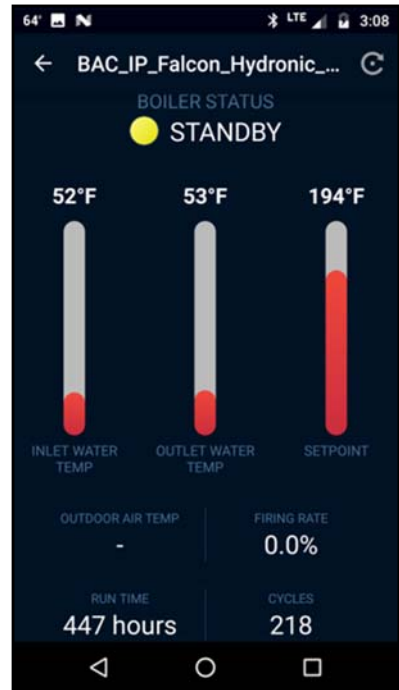 64° LTE 3:08
BAC_IP_Falcon_Hydronic_...
BOILER STATUS
STANDBY
52°F 53°F 194°F
INLET WATER TEMP OUTLET WATER TEMP SETPOINT
OUTDOOR AIR TEMP FIRING RATE
- 0.0%
RUN TIME CYCLES
447 hours 218